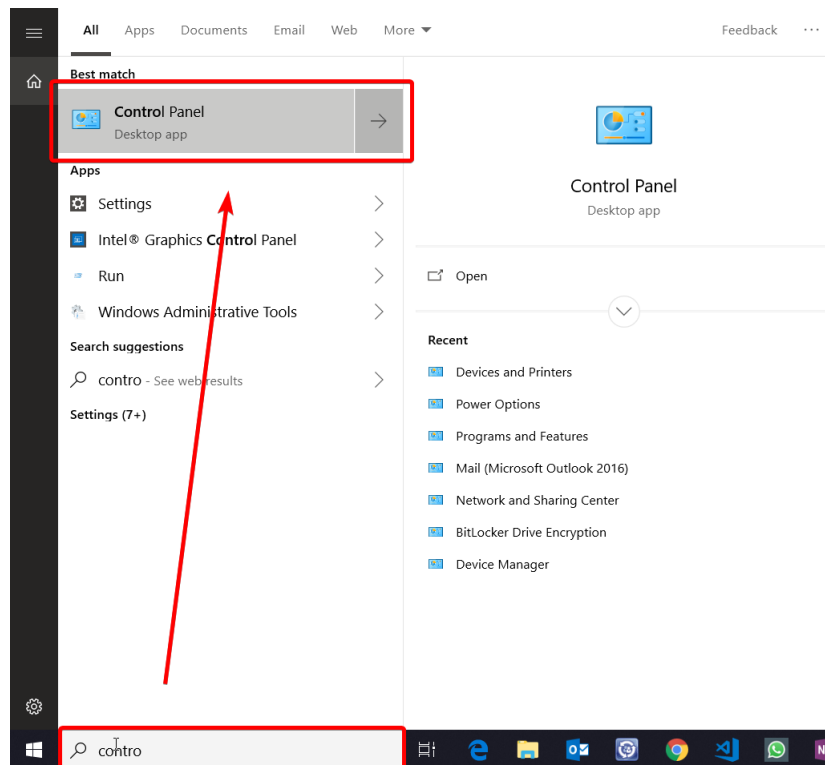 All Apps Documents Email Web More Feedback ...
Best match
Control Panel
Desktop app
Apps
Settings
Intel® Graphics Control Panel
Run
Windows Administrative Tools
Search suggestions
contro - See web results
Settings (7+)
contro
Control Panel
Desktop app
Open
Recent
Devices and Printers
Power Options
Programs and Features
Mail (Microsoft Outlook 2016)
Network and Sharing Center
BitLocker Drive Encryption
Device Manager